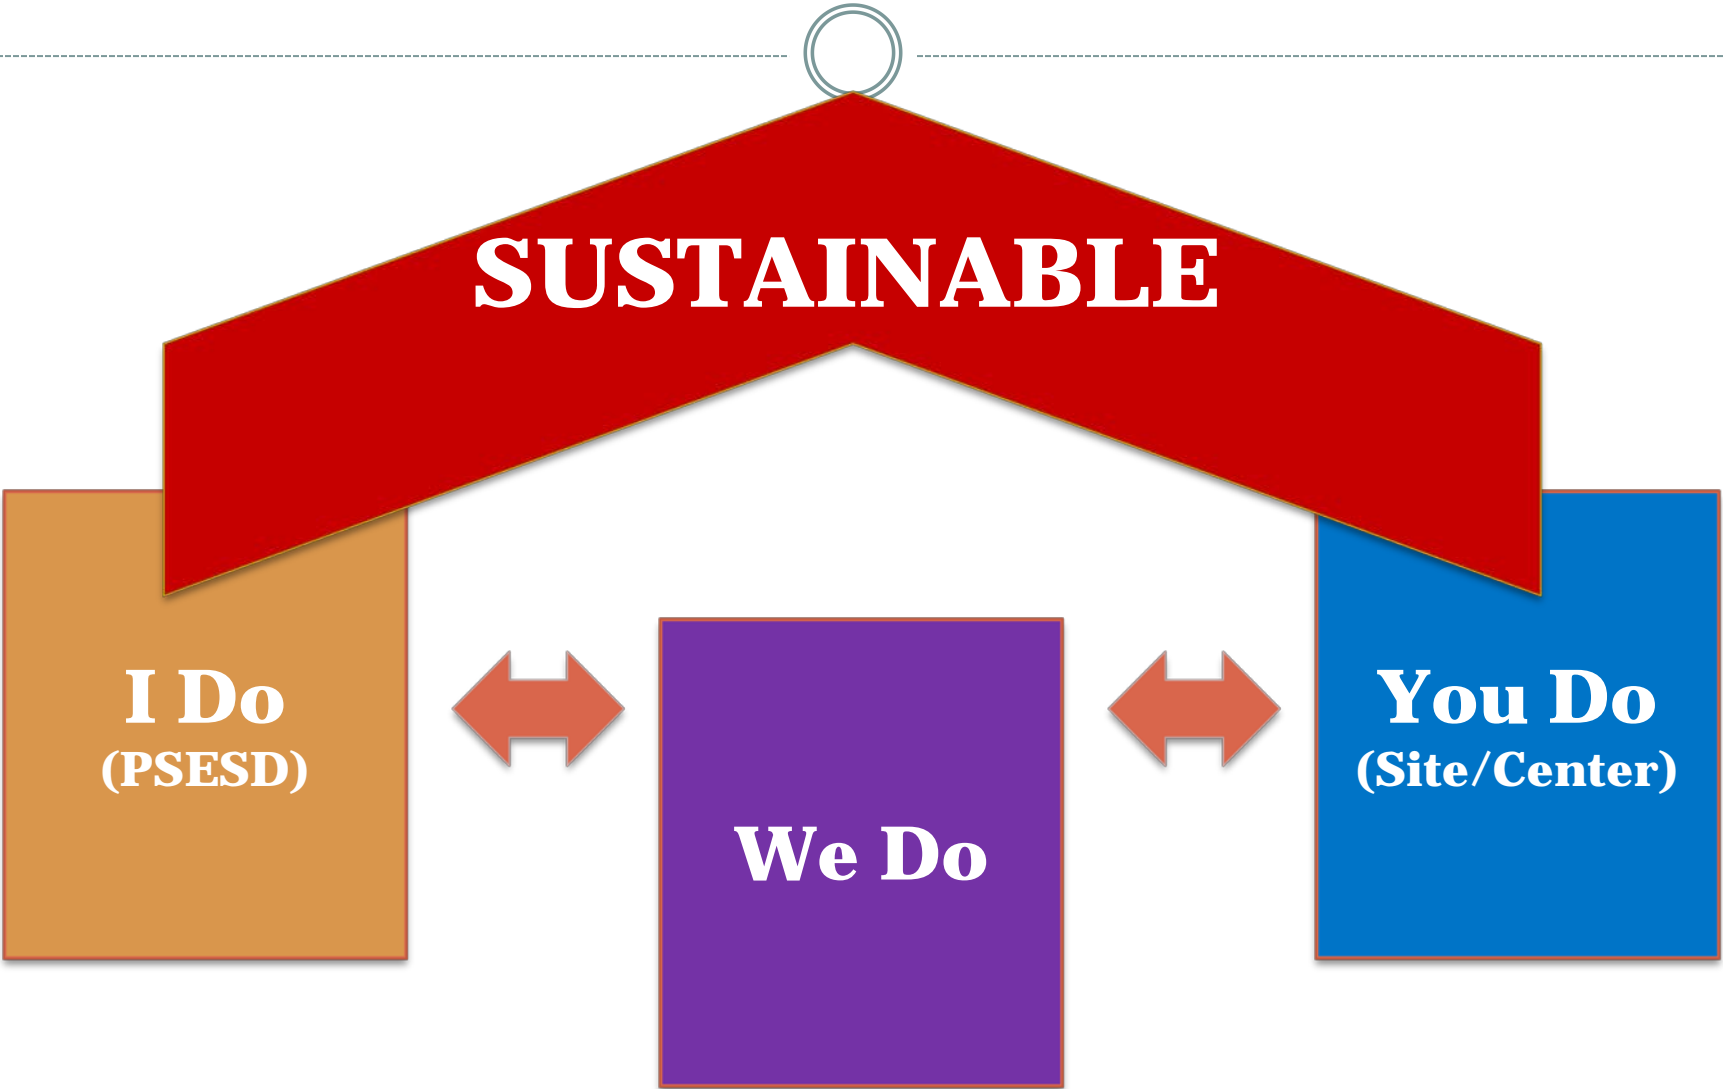 SUSTAINABLE
I Do
(PSESD)
We Do
You Do
(Site/Center)